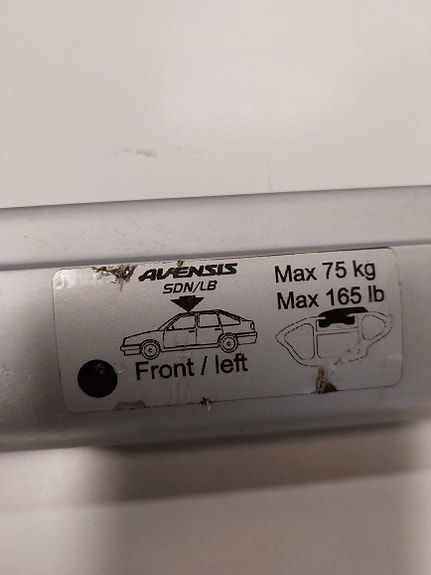 AVENSIS
SDN/LB
Max 75 kg
Max 165 lb
Front / left